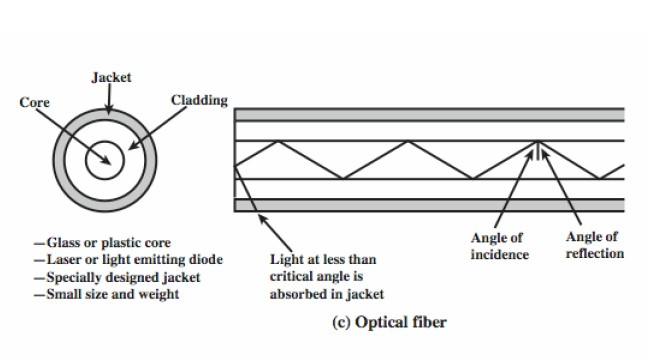 Jacket
Core
Cladding
—Glass or plastic core
—Laser or light emitting diode
—Specially designed jacket
—Small size and weight
Light at less than
critical angle is
absorbed in jacket
Angle of
incidence
Angle of
reflection
(c) Optical fiber